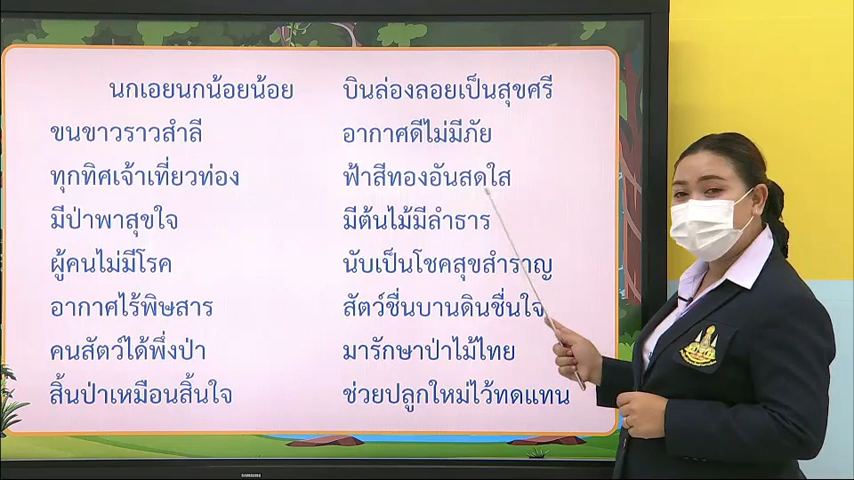 นกเอยนกน้อยน้อย บินล่องลอยเป็นสุขศรี
ขนขาวราวสำลี อากาศดีไม่มีภัย
ทุกทิศเจ้าเที่ยวท่อง ฟ้าสีทองอันสดใส
มีป่าพาสุขใจ มีต้นไม้มีลำธาร
ผู้คนไม่มีโรค นับเป็นโชคสุขสำราญ
อากาศไร้พิษสาร สัตว์ชื่นบานดินชื่นใจ
คนสัตว์ได้พึ่งป่า มารักษาป่าไม้ไทย
สิ้นป่าเหมือนสิ้นใจ ช่วยปลูกใหม่ไว้ทดแทน
SAMSUNG